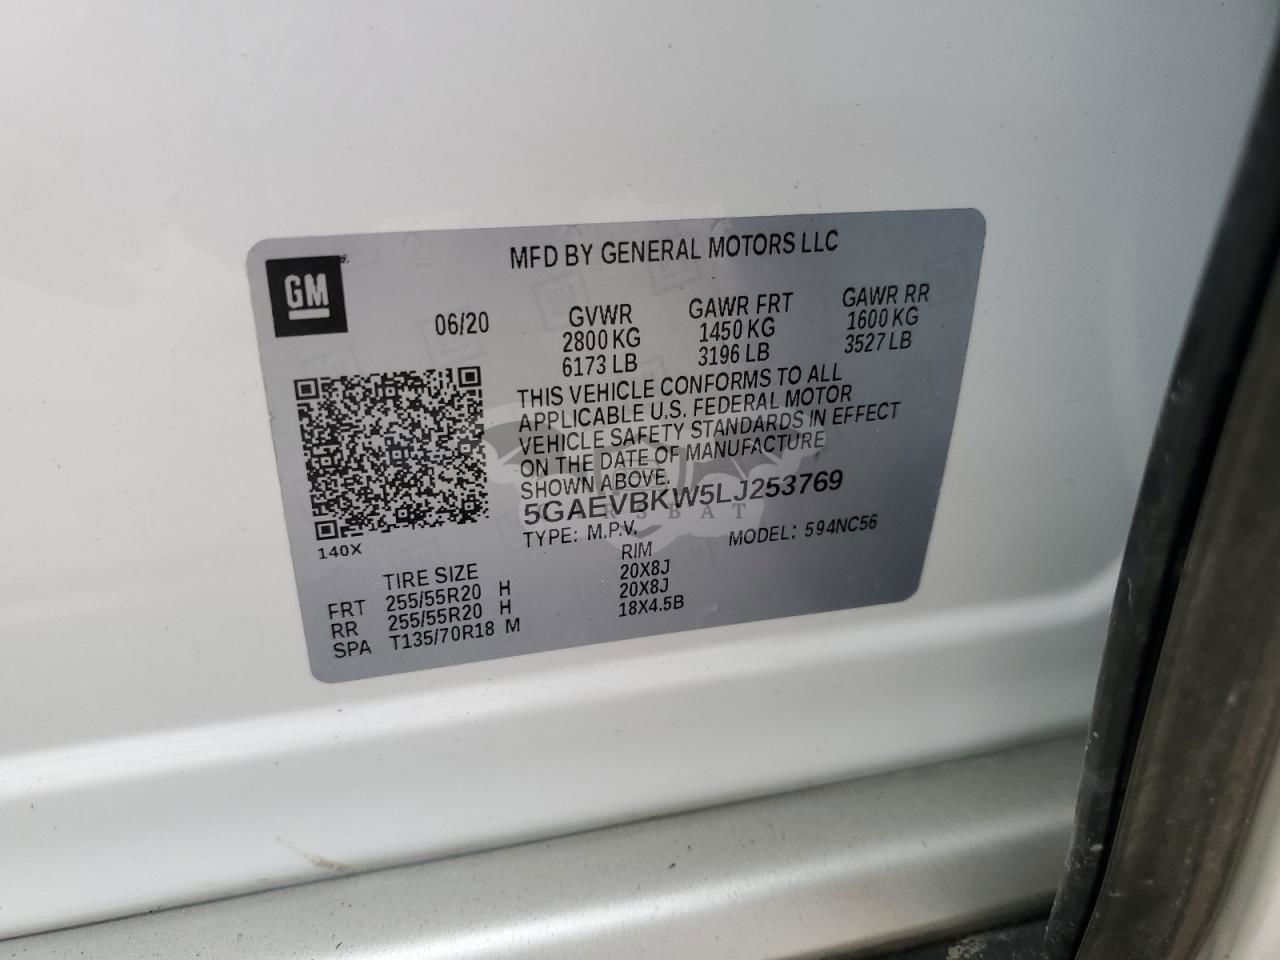 MFD BY GENERAL MOTORS LLC
GM
06/20
GVWR GAWR FRT GAWR RR
2800 KG 1450 KG 1600 KG
6173 LB 3196 LB 3527 LB
THIS VEHICLE CONFORMS TO ALL
APPLICABLE U.S. FEDERAL MOTOR
VEHICLE SAFETY STANDARDS IN EFFECT
ON THE DATE OF MANUFACTURE
SHOWN ABOVE.
5GAEVBKW5LJ253769
TYPE: M.P.V. MODEL: 594NC56
140X
TIRE SIZE RIM
FRT 255/55R20 H 20X8J
RR 255/55R20 H 20X8J
SPA T135/70R18 M 18X4.5B